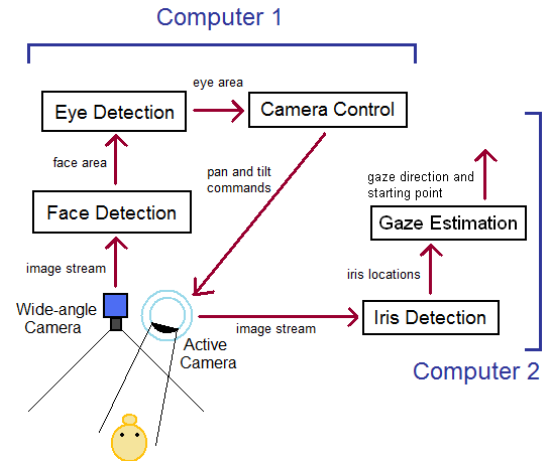 Computer 1
eye area
Eye Detection
Camera Control
face area
pan and tilt
commands
gaze direction and
starting point
Face Detection
Gaze Estimation
image stream
iris locations
Wide-angle
Camera
Active
Camera
image stream
Iris Detection
Computer 2